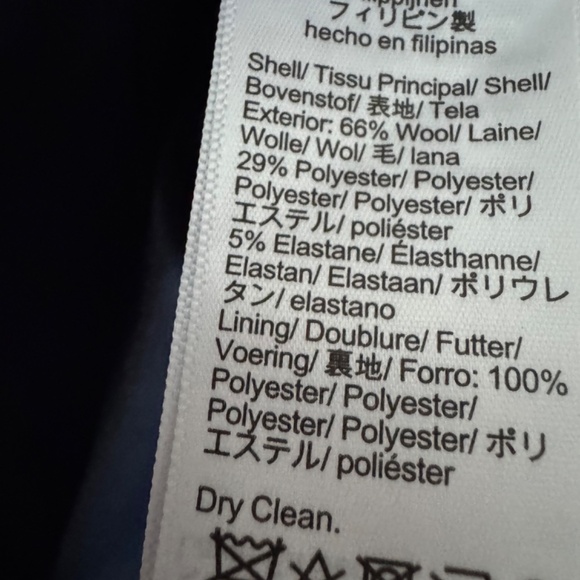 フィリピン製
hecho en filipinas
Shell/ Tissu Principal/ Shell/
Bovenstof/ 表地/ Tela
Exterior: 66% Wool/ Laine/
Wolle/ Wol/ 毛/ lana
29% Polyester/ Polyester/
Polyester/ Polyester/ ポリ
エステル/ poliéster
5% Elastane/ Élasthanne/
Elastan/ Elastaan/ ポリウレ
タン/ elastano
Lining/ Doublure/ Futter/
Voering/ 裏地/ Forro: 100%
Polyester/ Polyester/
Polyester/ Polyester/ ポリ
エステル/ poliéster
Dry Clean.